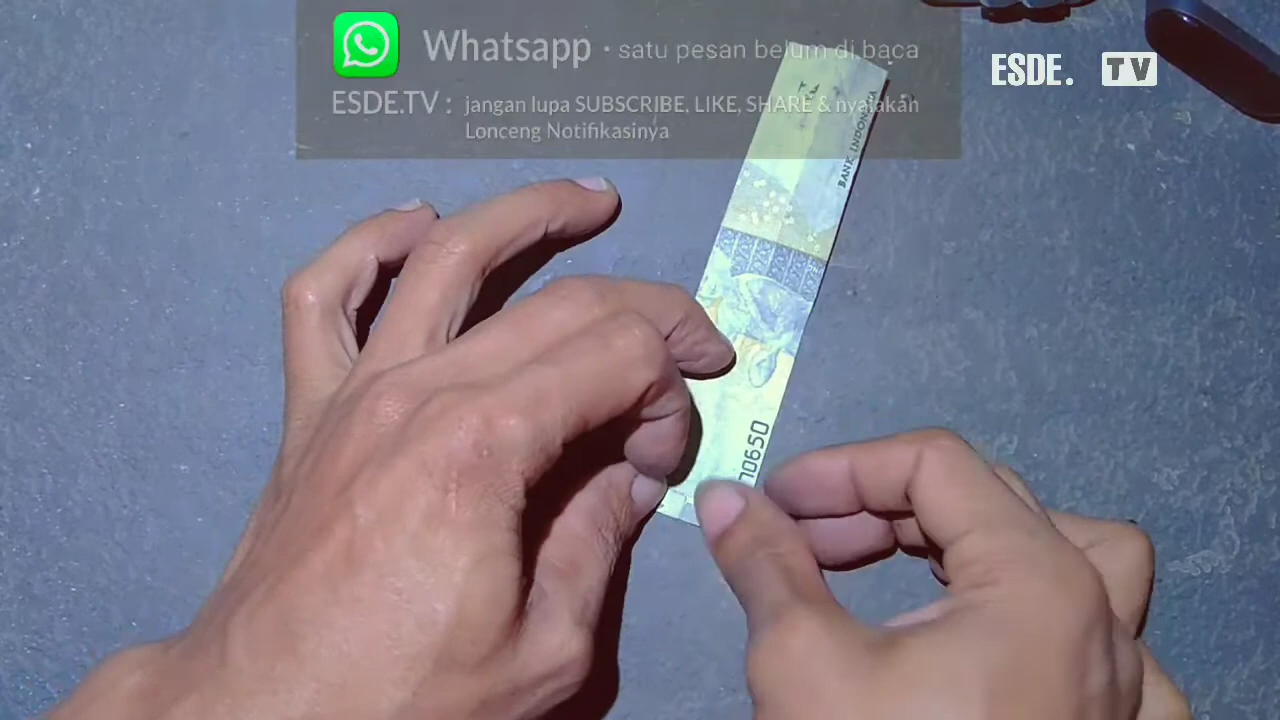 Whatsapp • satu pesan belum di baca
ESDE.TV : jangan lupa SUBSCRIBE, LIKE, SHARE & nyalakan
Lonceng Notifikasinya
ESDE. TV
BANK INDONESIA
70650